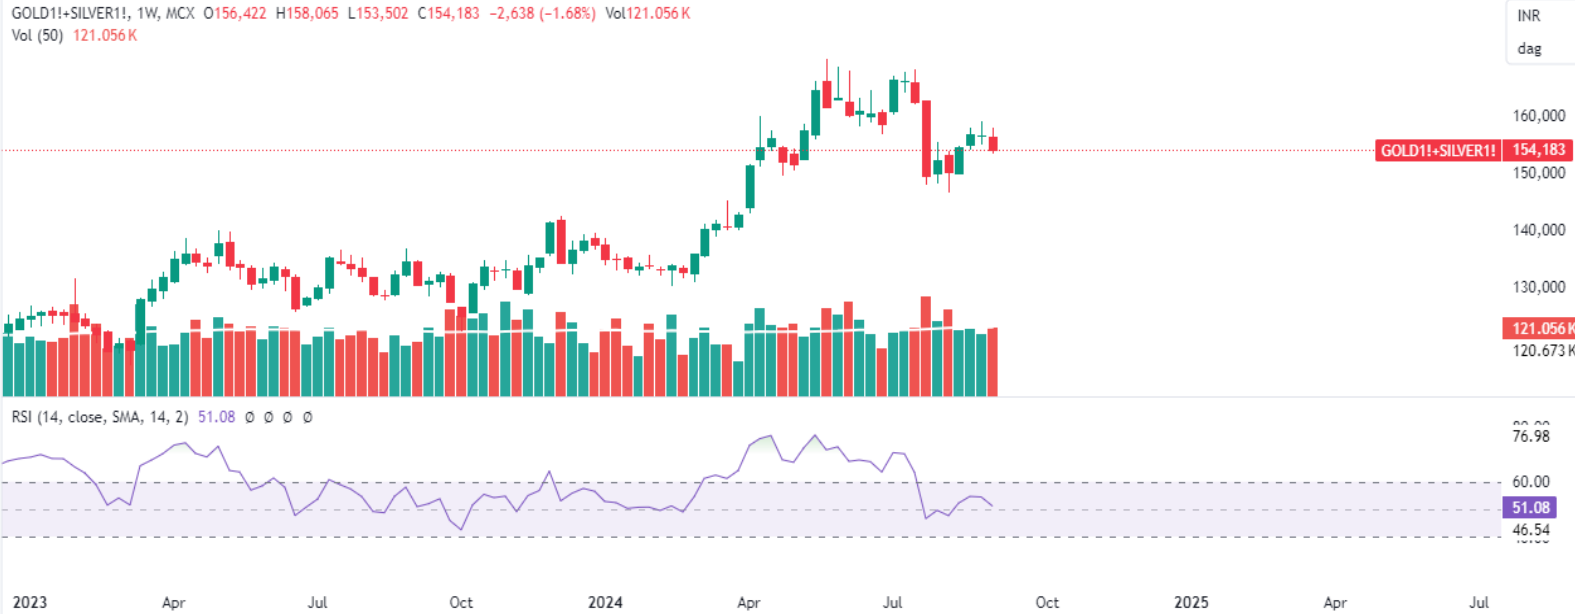 GOLD1!+SILVER1!, 1W, MCX O156,422 H158,065 L153,502 C154,183 −2,638 (−1.68%) Vol121.056 K
Vol (50) 121.056 K
INR
dag
160,000
GOLD1!+SILVER1! 154,183
150,000
140,000
130,000
121.056 K
120.673 K
RSI (14, close, SMA, 14, 2) 51.08 Ø Ø Ø Ø
76.98
60.00
51.08
46.54
2023 Apr Jul Oct 2024 Apr Jul Oct 2025 Apr Jul